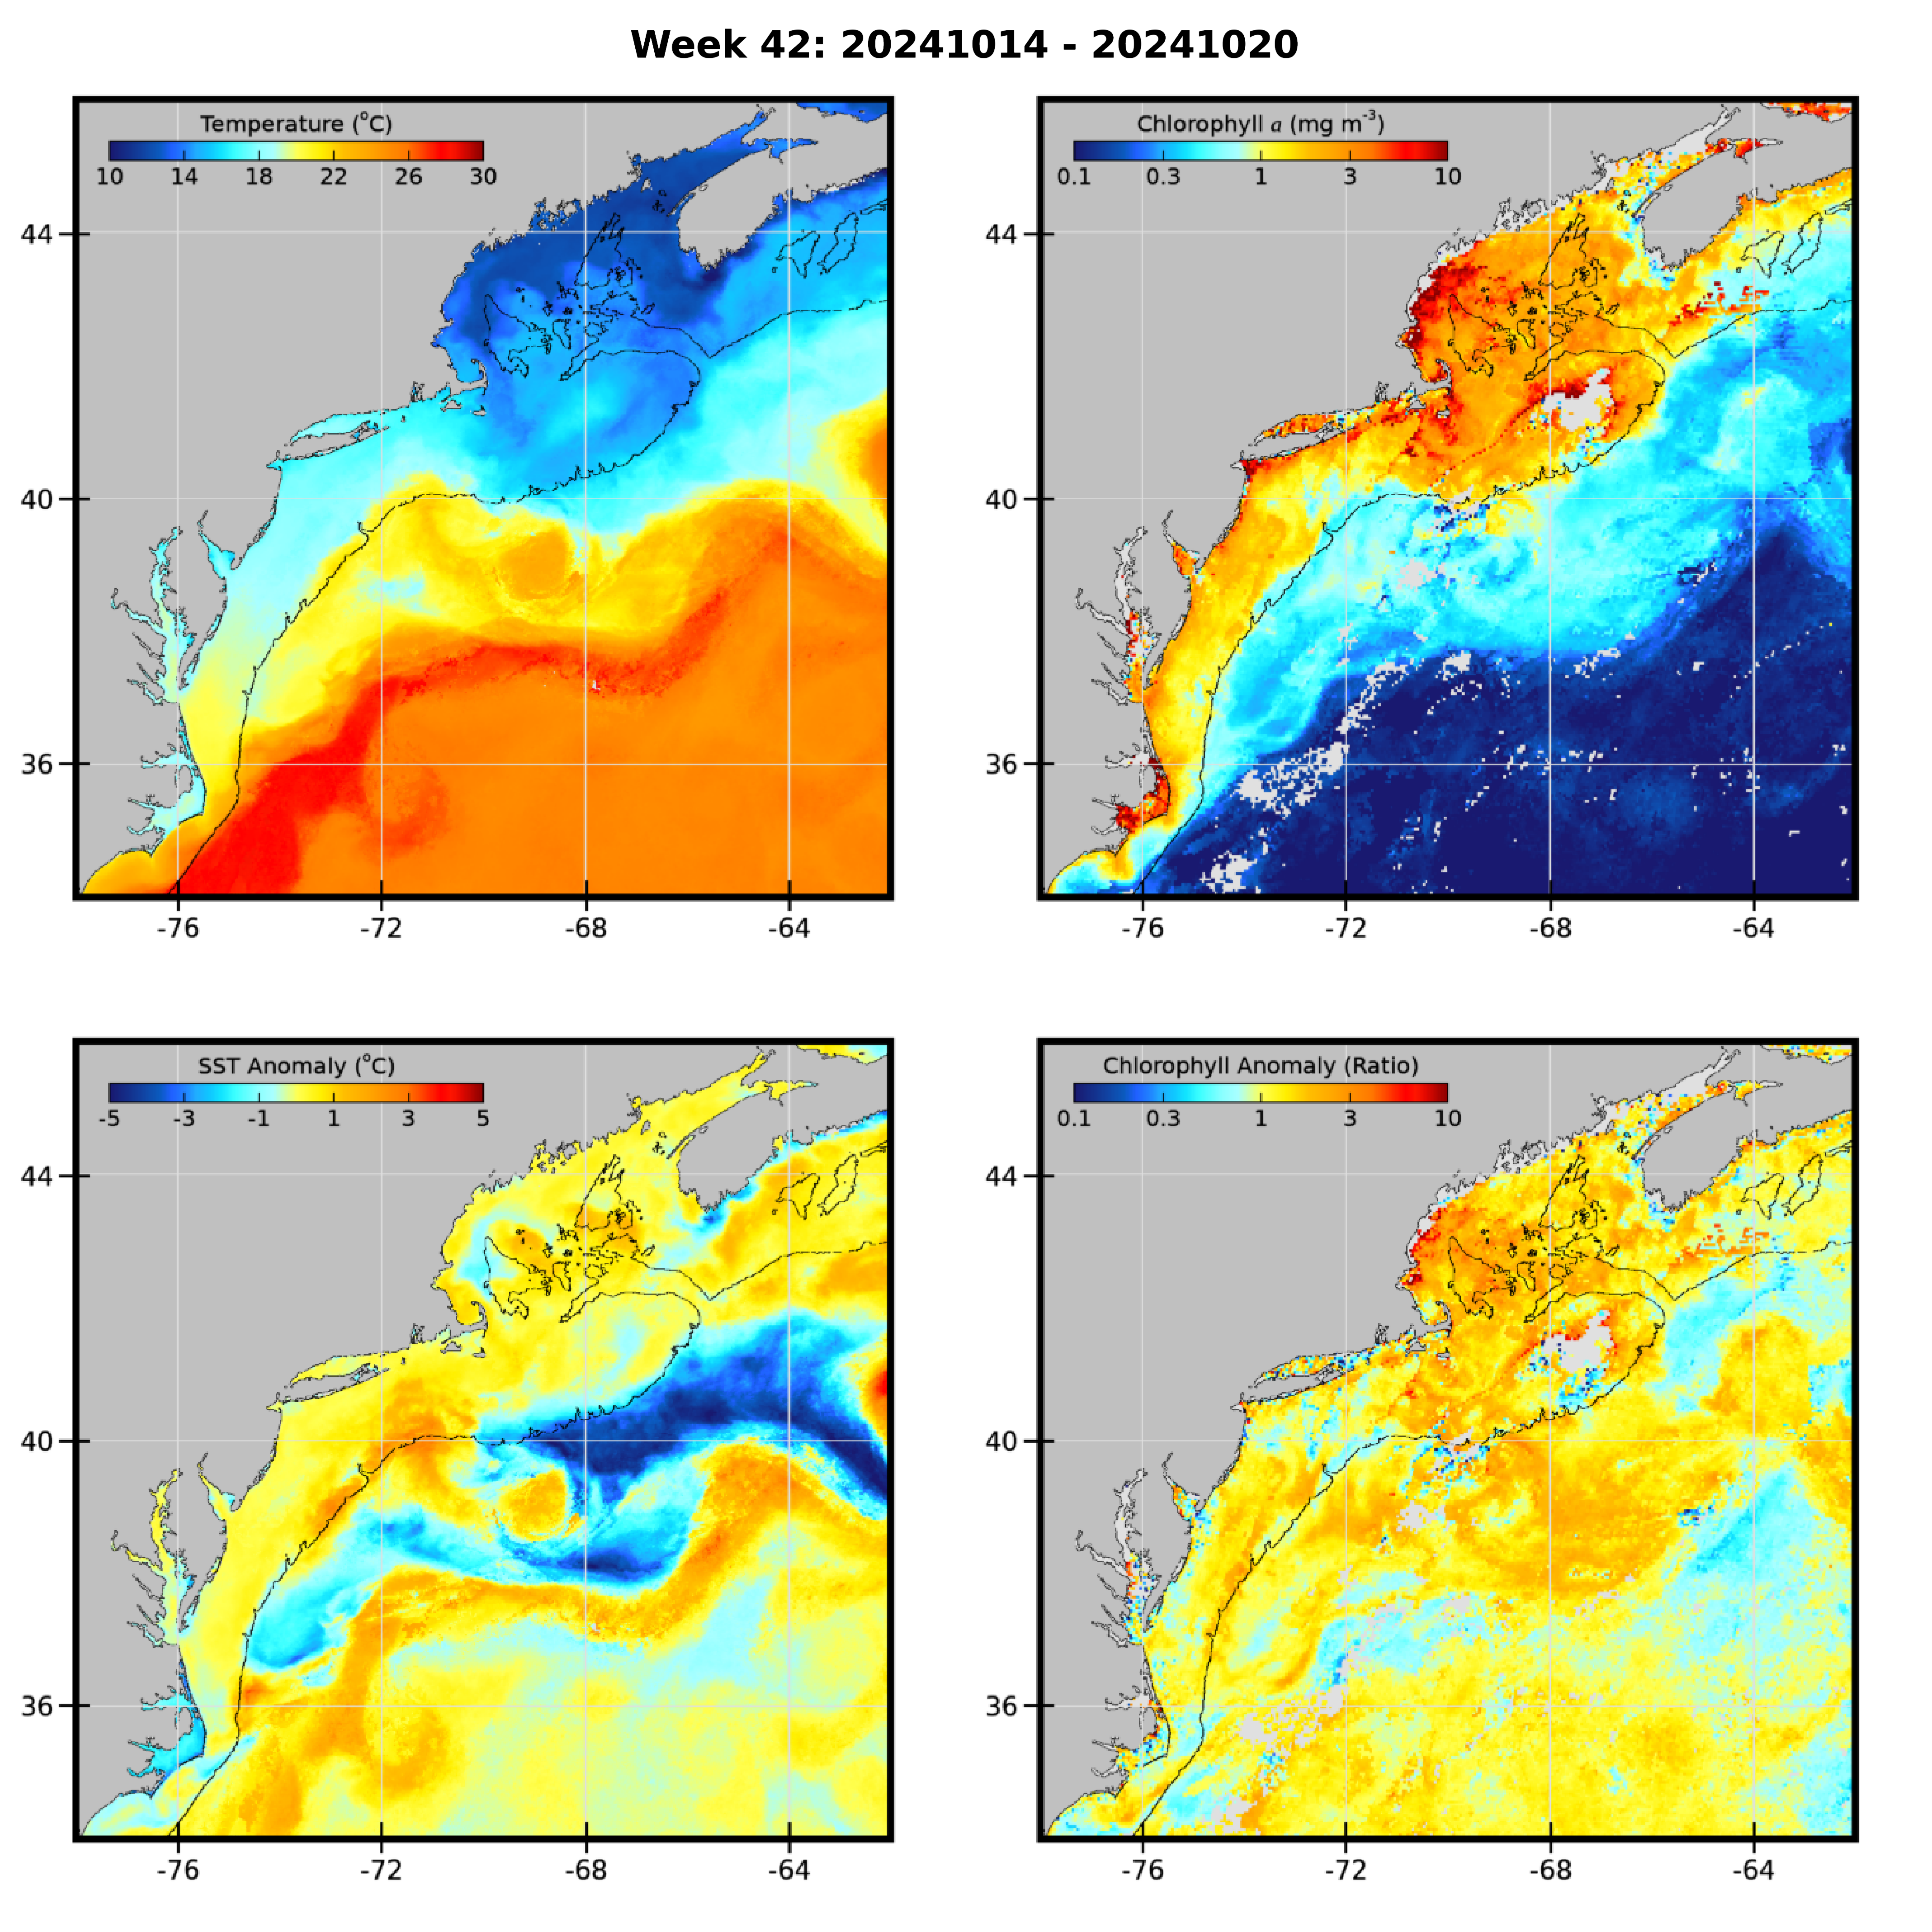 Week 42: 20241014 - 20241020
Temperature (°C)
10 14 18 22 26 30
44
40
36
-76 -72 -68 -64
Chlorophyll a (mg m⁻³)
0.1 0.3 1 3 10
44
40
36
-76 -72 -68 -64
SST Anomaly (°C)
-5 -3 -1 1 3 5
44
40
36
-76 -72 -68 -64
Chlorophyll Anomaly (Ratio)
0.1 0.3 1 3 10
44
40
36
-76 -72 -68 -64